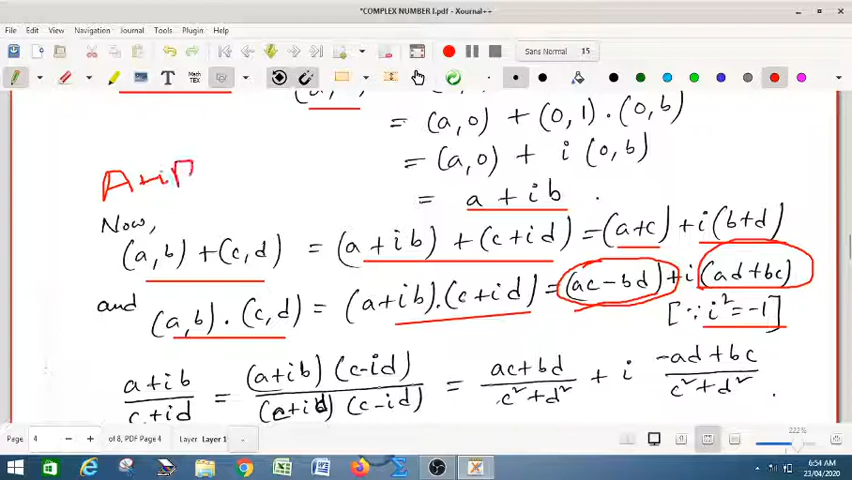 *COMPLEX NUMBER I.pdf - Xournal++
File Edit View Navigation Journal Tools Plugin Help
T Math TEX Sans Normal 15
= (a,0) + (0,1).(0,b)
= (a,0) + i (0,b)
= a + ib .
A+i
Now,
(a,b) + (c,d) = (a+ib) + (c+id) = (a+c) + i(b+d)
and (a,b) . (c,d) = (a+ib).(c+id) = (ac-bd) + i (ad+bc)
[∵ i² = -1]
a+ib / c+id = (a+ib) (c-id) / (c+id) (c-id) = ac+bd / c²+d² + i -ad+bc / c²+d² .
Page 4 of 8, PDF Page 4 Layer Layer 1 222%
6:54 AM
23/04/2020